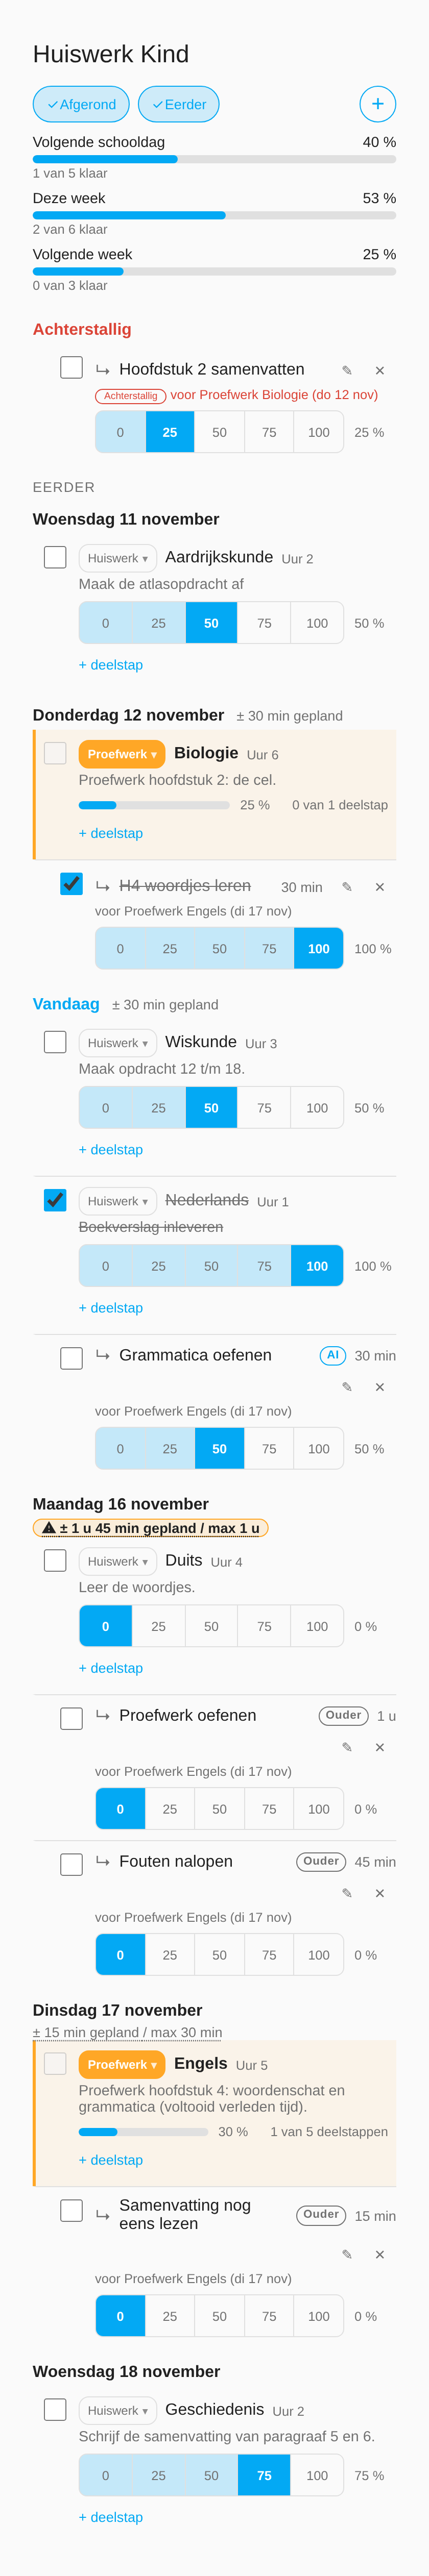 Huiswerk Kind
✓Afgerond ✓Eerder +
Volgende schooldag 40 %
1 van 5 klaar
Deze week 53 %
2 van 6 klaar
Volgende week 25 %
0 van 3 klaar
Achterstallig
Hoofdstuk 2 samenvatten ✎ ✕
Achterstallig voor Proefwerk Biologie (do 12 nov)
0 25 50 75 100 25 %
EERDER
Woensdag 11 november
Huiswerk ▾ Aardrijkskunde Uur 2
Maak de atlasopdracht af
0 25 50 75 100 50 %
+ deelstap
Donderdag 12 november ± 30 min gepland
Proefwerk ▾ Biologie Uur 6
Proefwerk hoofdstuk 2: de cel.
25 % 0 van 1 deelstap
+ deelstap
H4 woordjes leren 30 min ✎ ✕
voor Proefwerk Engels (di 17 nov)
0 25 50 75 100 100 %
Vandaag ± 30 min gepland
Huiswerk ▾ Wiskunde Uur 3
Maak opdracht 12 t/m 18.
0 25 50 75 100 50 %
+ deelstap
Huiswerk ▾ Nederlands Uur 1
Boekverslag inleveren
0 25 50 75 100 100 %
+ deelstap
Grammatica oefenen AI 30 min
✎ ✕
voor Proefwerk Engels (di 17 nov)
0 25 50 75 100 50 %
Maandag 16 november
⚠ ± 1 u 45 min gepland / max 1 u
Huiswerk ▾ Duits Uur 4
Leer de woordjes.
0 25 50 75 100 0 %
+ deelstap
Proefwerk oefenen Ouder 1 u
✎ ✕
voor Proefwerk Engels (di 17 nov)
0 25 50 75 100 0 %
Fouten nalopen Ouder 45 min
✎ ✕
voor Proefwerk Engels (di 17 nov)
0 25 50 75 100 0 %
Dinsdag 17 november
± 15 min gepland / max 30 min
Proefwerk ▾ Engels Uur 5
Proefwerk hoofdstuk 4: woordenschat en
grammatica (voltooid verleden tijd).
30 % 1 van 5 deelstappen
+ deelstap
Samenvatting nog
eens lezen Ouder 15 min
✎ ✕
voor Proefwerk Engels (di 17 nov)
0 25 50 75 100 0 %
Woensdag 18 november
Huiswerk ▾ Geschiedenis Uur 2
Schrijf de samenvatting van paragraaf 5 en 6.
0 25 50 75 100 75 %
+ deelstap